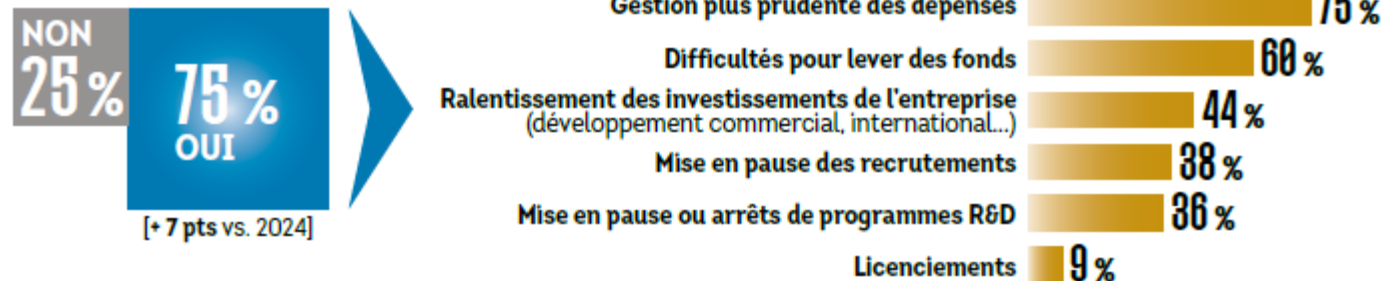 NON
25 %
75 %
OUI
[+ 7 pts vs. 2024]
Gestion plus prudente des dépenses 75 %
Difficultés pour lever des fonds 60 %
Ralentissement des investissements de l'entreprise
(développement commercial, international...) 44 %
Mise en pause des recrutements 38 %
Mise en pause ou arrêts de programmes R&D 36 %
Licenciements 9 %